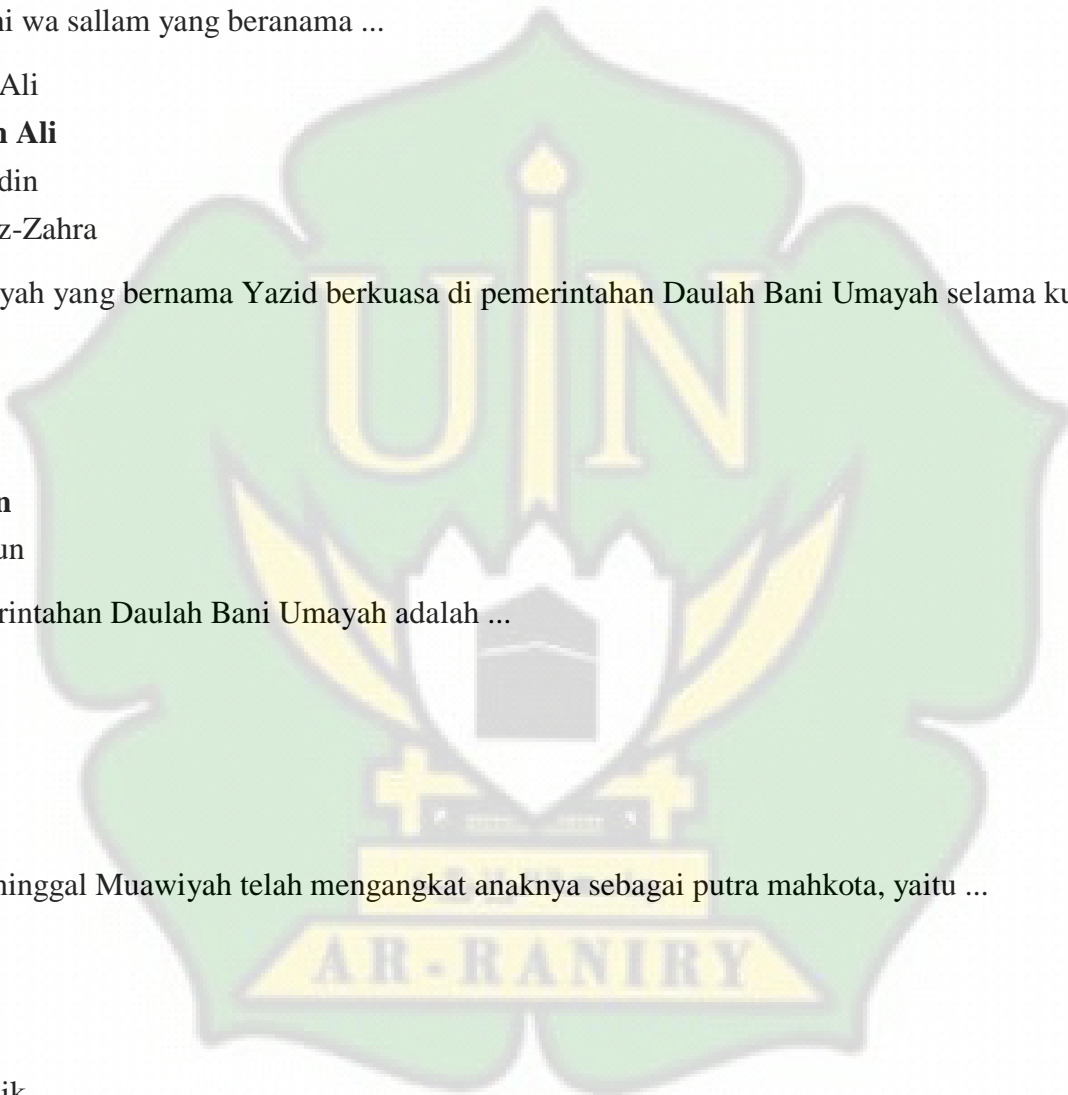 ni wa sallam yang beranama ...
Ali
n Ali
din
z-Zahra
yah yang bernama Yazid berkuasa di pemerintahan Daulah Bani Umayah selama ku
n
un
rintahan Daulah Bani Umayah adalah ...
ninggal Muawiyah telah mengangkat anaknya sebagai putra mahkota, yaitu ...
ik
UIN
AR-RANIRY